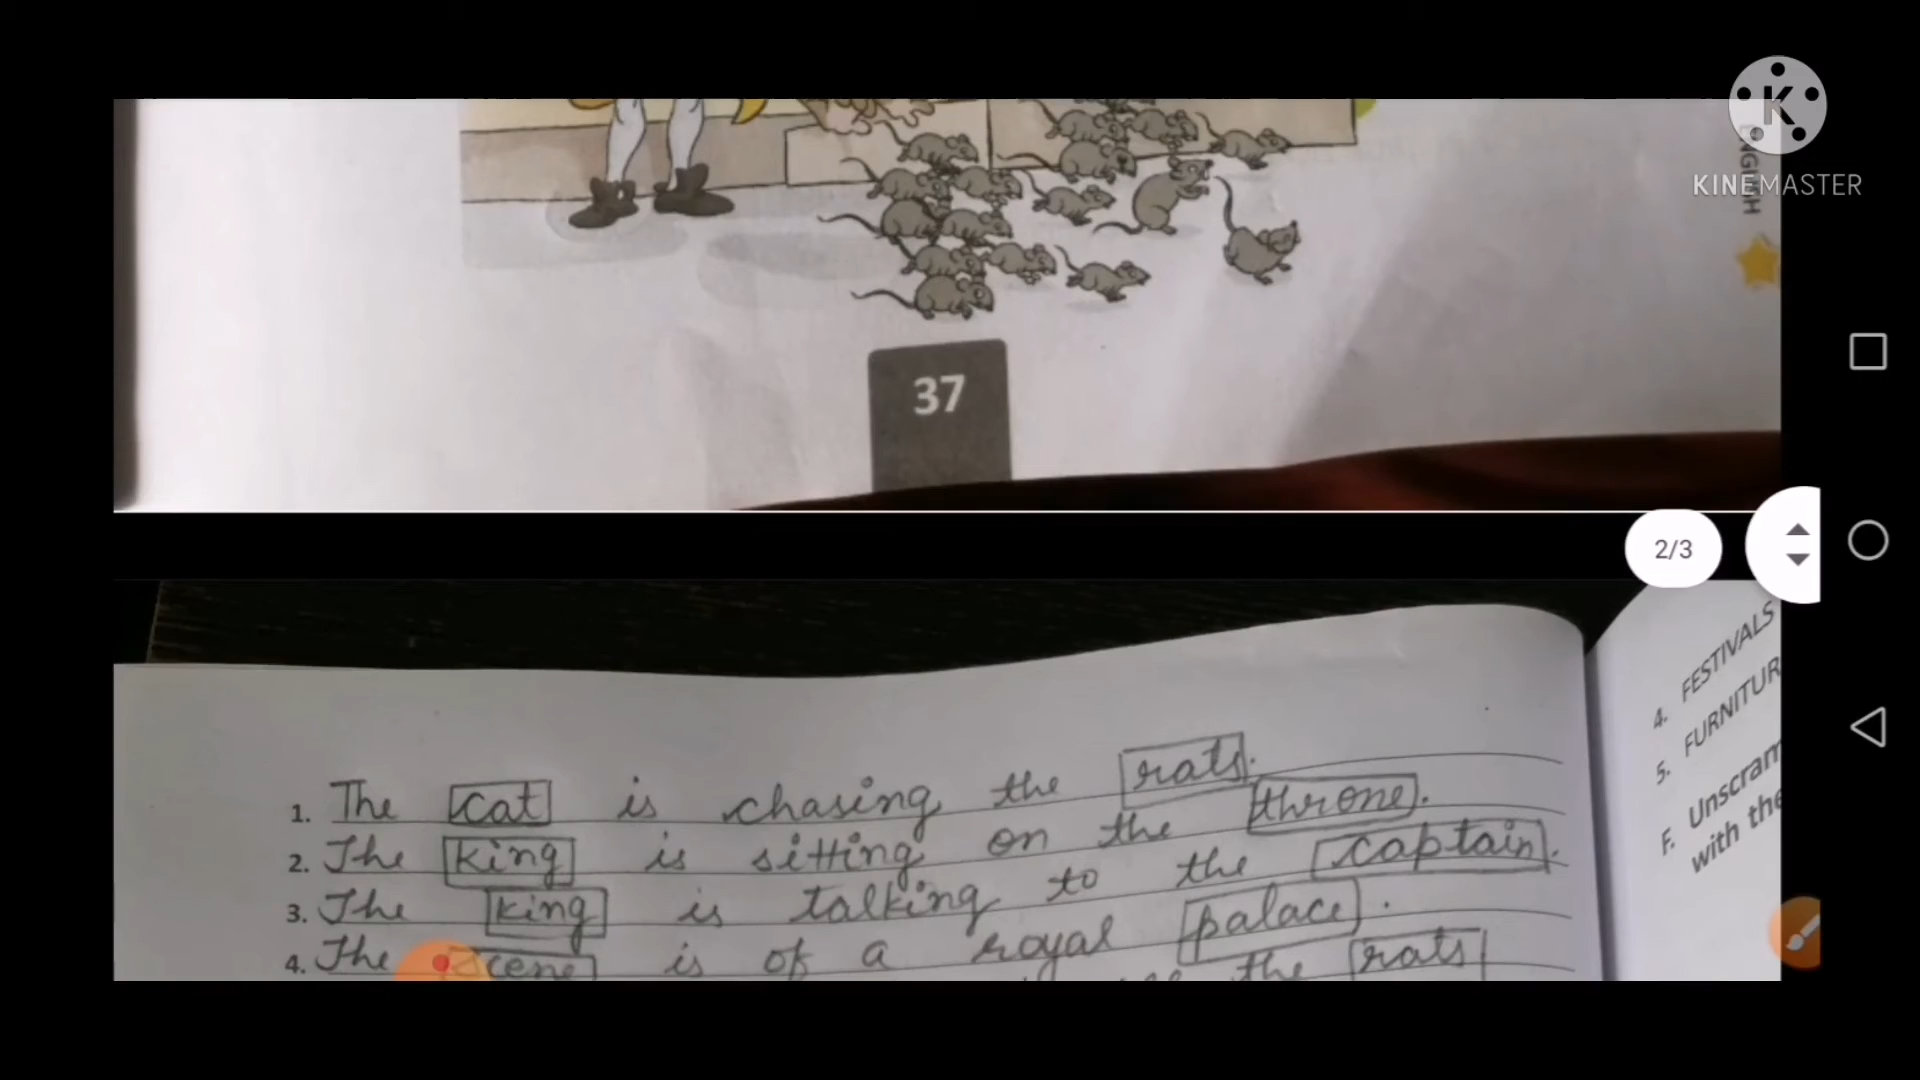 K
KINEMASTER
ENGLISH
37
2/3
4. FESTIVALS
5. FURNITUR
F. Unscram
with the
1. The cat is chasing the rats.
2. The king is sitting on the throne.
3. The king is talking to the captain.
4. The scene is of a royal palace.
the rats